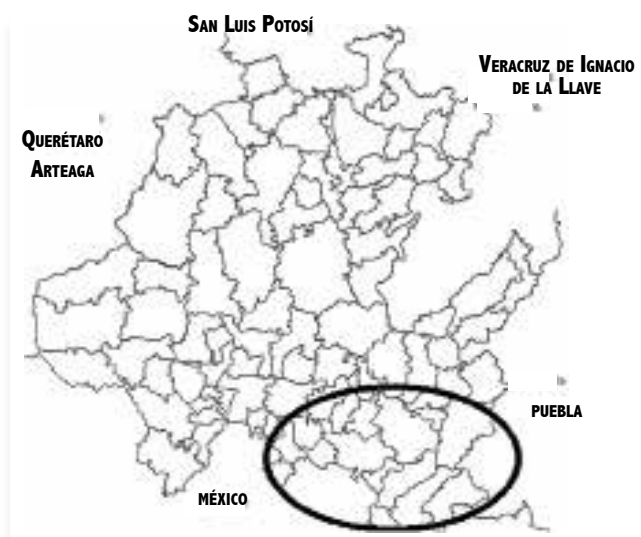 San Luis Potosí
Veracruz de Ignacio
de la Llave
Querétaro
Arteaga
PUEBLA
MÉXICO